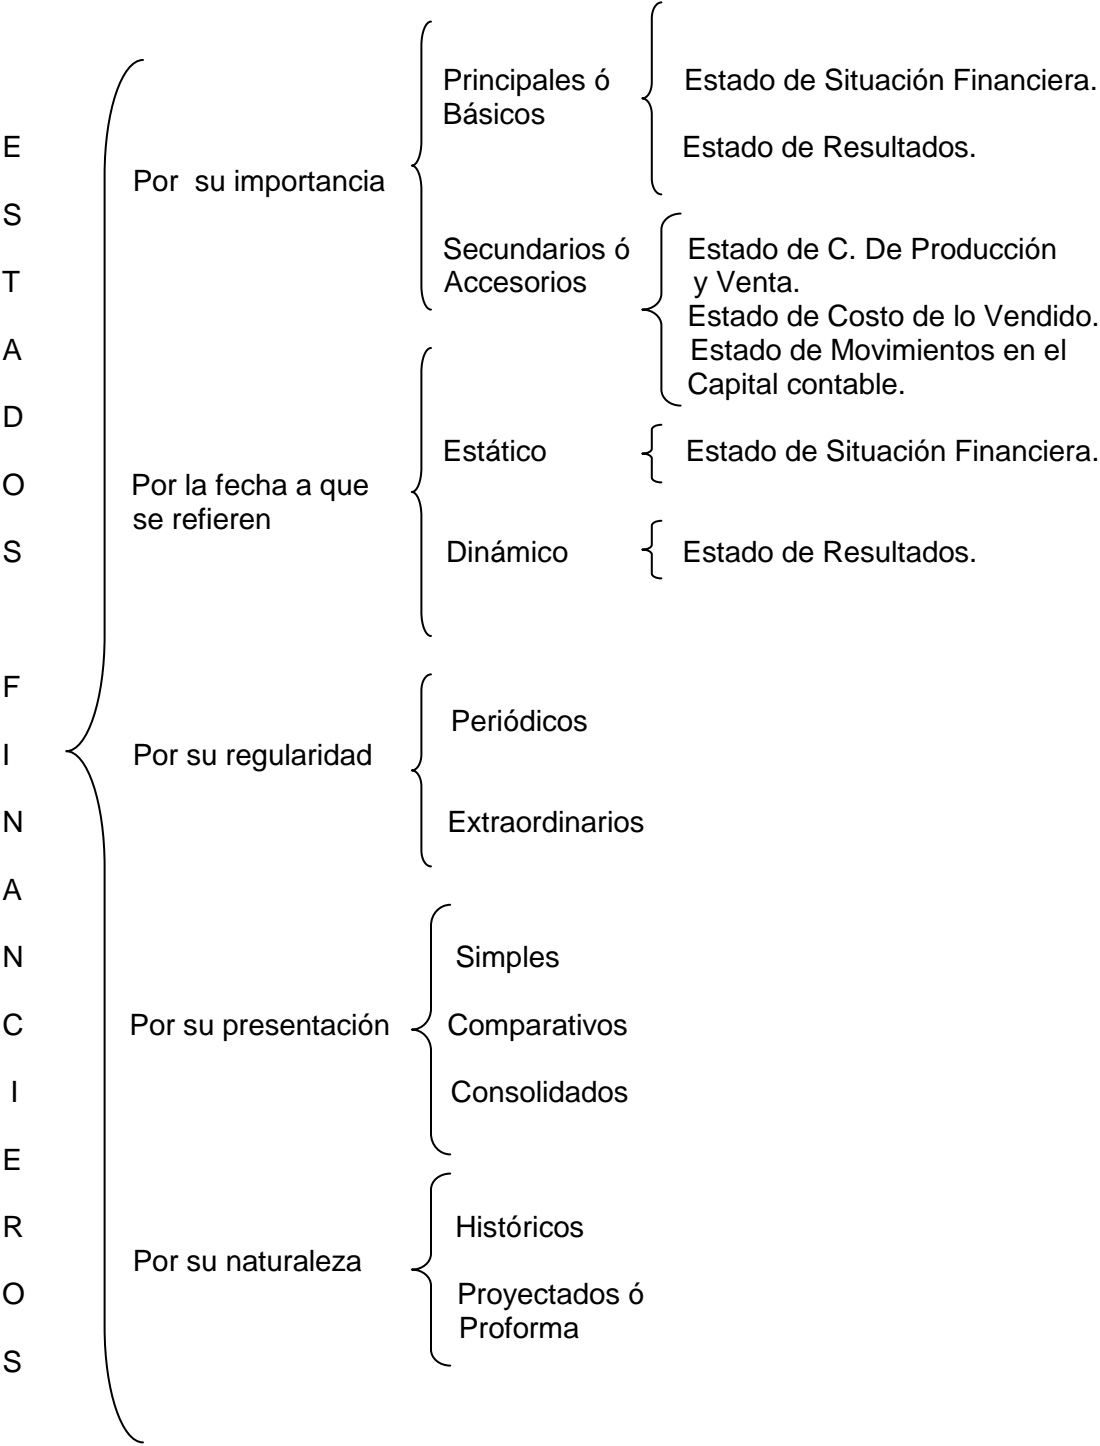 ESTADOS FINANCIEROS
Por su importancia
Principales ó
Básicos
Estado de Situación Financiera.
Estado de Resultados.
Secundarios ó
Accesorios
Estado de C. De Producción
y Venta.
Estado de Costo de lo Vendido.
Estado de Movimientos en el
Capital contable.
Por la fecha a que
se refieren
Estático
Estado de Situación Financiera.
Dinámico
Estado de Resultados.
Por su regularidad
Periódicos
Extraordinarios
Por su presentación
Simples
Comparativos
Consolidados
Por su naturaleza
Históricos
Proyectados ó
Proforma